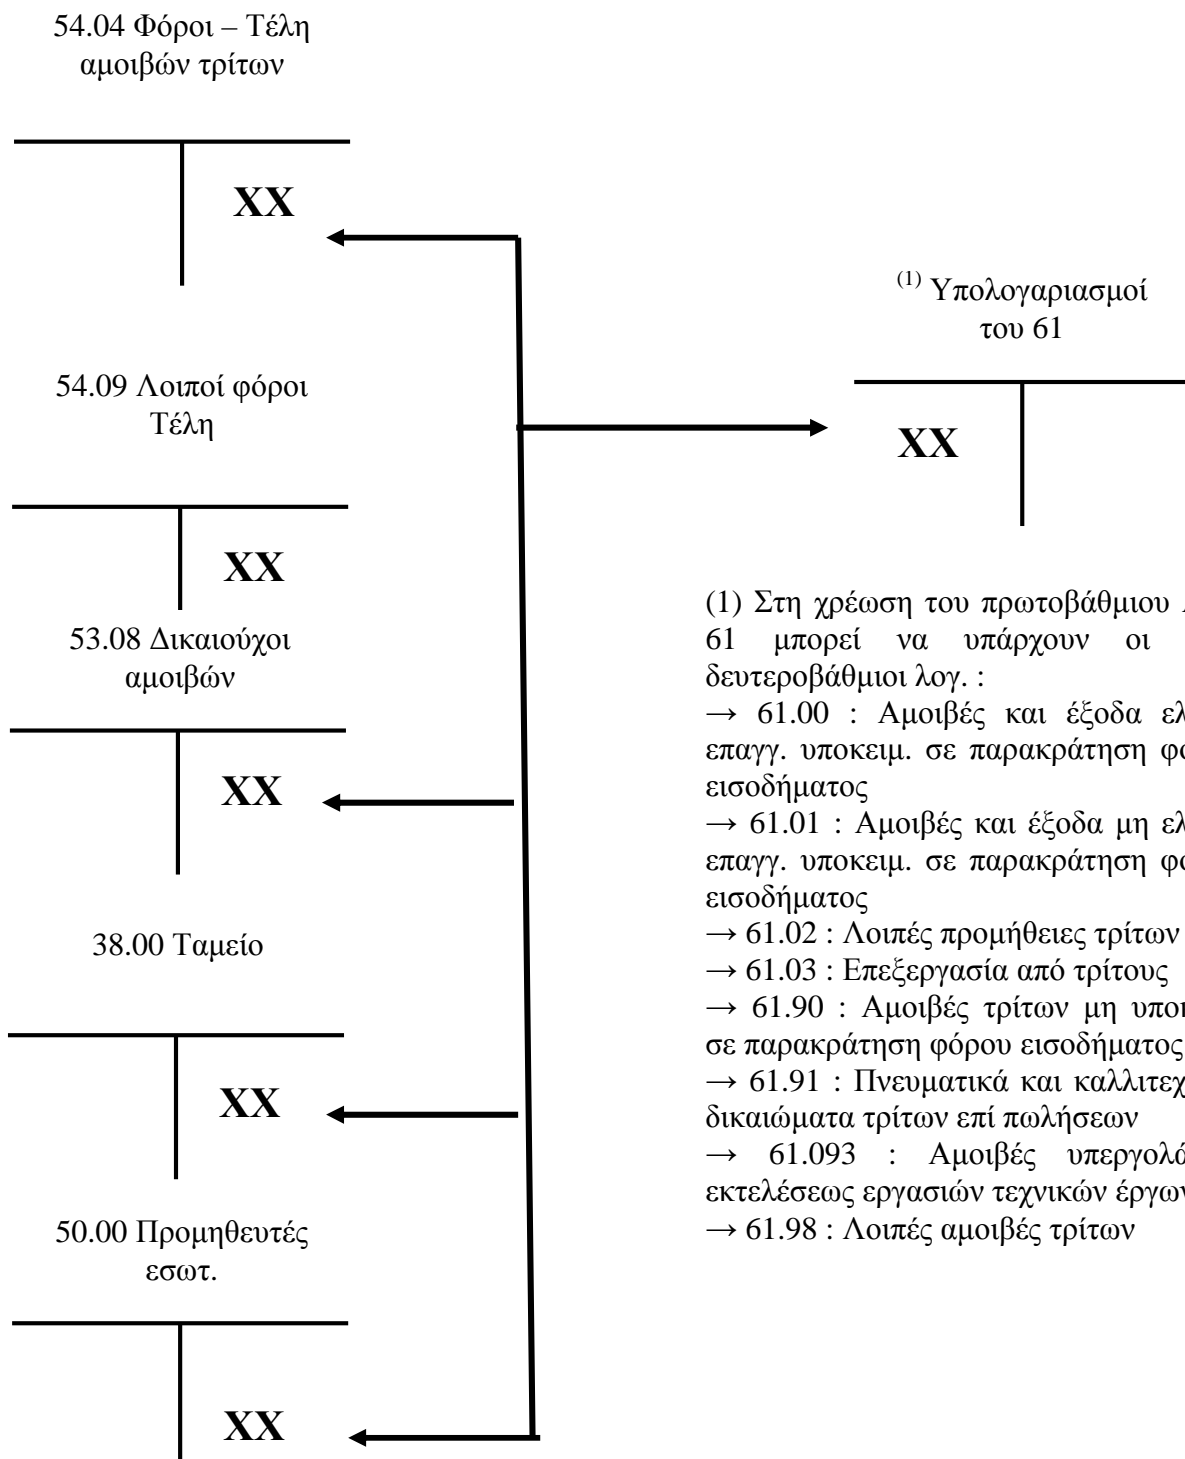 54.04 Φόροι – Τέλη
αμοιβών τρίτων
XX
54.09 Λοιποί φόροι
Τέλη
XX
53.08 Δικαιούχοι
αμοιβών
XX
38.00 Ταμείο
XX
50.00 Προμηθευτές
εσωτ.
XX
(1) Υπολογαριασμοί
του 61
XX
(1) Στη χρέωση του πρωτοβάθμιου
61 μπορεί να υπάρχουν οι
δευτεροβάθμιοι λογ. :
→ 61.00 : Αμοιβές και έξοδα
επαγγ. υποκειμ. σε παρακράτηση
εισοδήματος
→ 61.01 : Αμοιβές και έξοδα μη
επαγγ. υποκειμ. σε παρακράτηση
εισοδήματος
→ 61.02 : Λοιπές προμήθειες τρίτων
→ 61.03 : Επεξεργασία από τρίτους
→ 61.90 : Αμοιβές τρίτων μη
σε παρακράτηση φόρου εισοδήματος
→ 61.91 : Πνευματικά και
δικαιώματα τρίτων επί πωλήσεων
→ 61.093 : Αμοιβές
εκτελέσεως εργασιών τεχνικών έργων
→ 61.98 : Λοιπές αμοιβές τρίτων